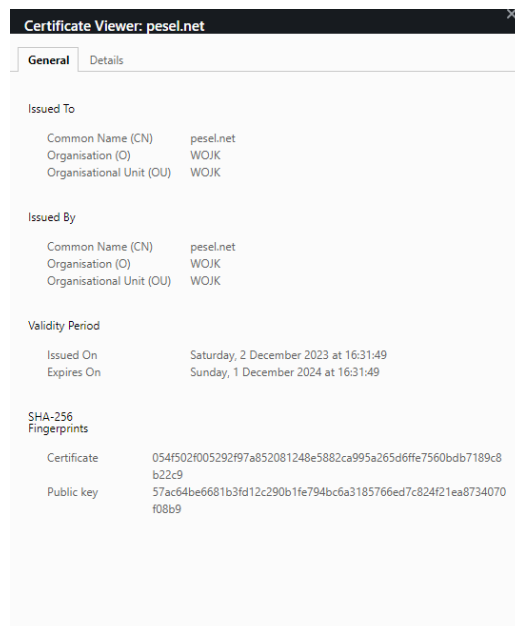 Certificate Viewer: pesel.net
General Details
Issued To
Common Name (CN) pesel.net
Organisation (O) WOJK
Organisational Unit (OU) WOJK
Issued By
Common Name (CN) pesel.net
Organisation (O) WOJK
Organisational Unit (OU) WOJK
Validity Period
Issued On Saturday, 2 December 2023 at 16:31:49
Expires On Sunday, 1 December 2024 at 16:31:49
SHA-256
Fingerprints
Certificate 054f502f005292f97a852081248e5882ca995a265d6ffe7560bdb7189c8
b22c9
Public key 57ac64be6681b3fd12c290b1fe794bc6a3185766ed7c824f21ea8734070
f08b9